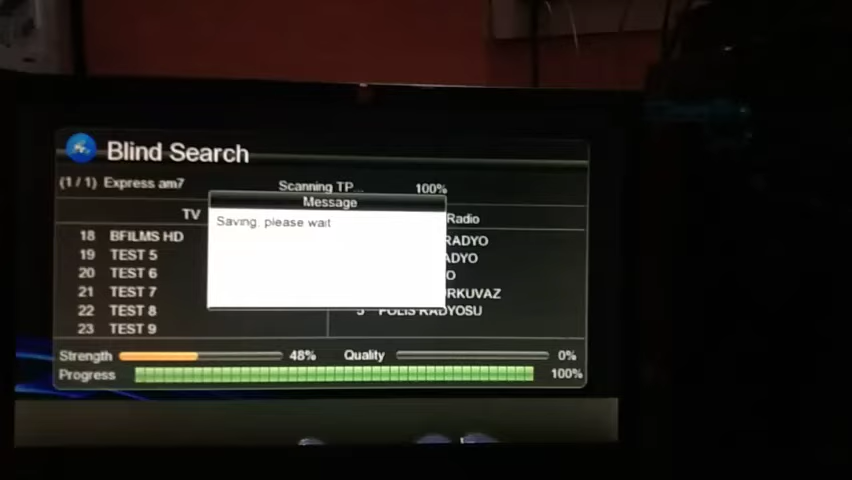 Blind Search
(1 / 1) Express am7 Scanning TP... 100%
Message
TV Radio
Saving, please wait
18 BFILMS HD RADYO
19 TEST 5 ADYO
20 TEST 6 O
21 TEST 7 RKUVAZ
22 TEST 8 5 POLIS RADYOSU
23 TEST 9
Strength 48% Quality 0%
Progress 100%